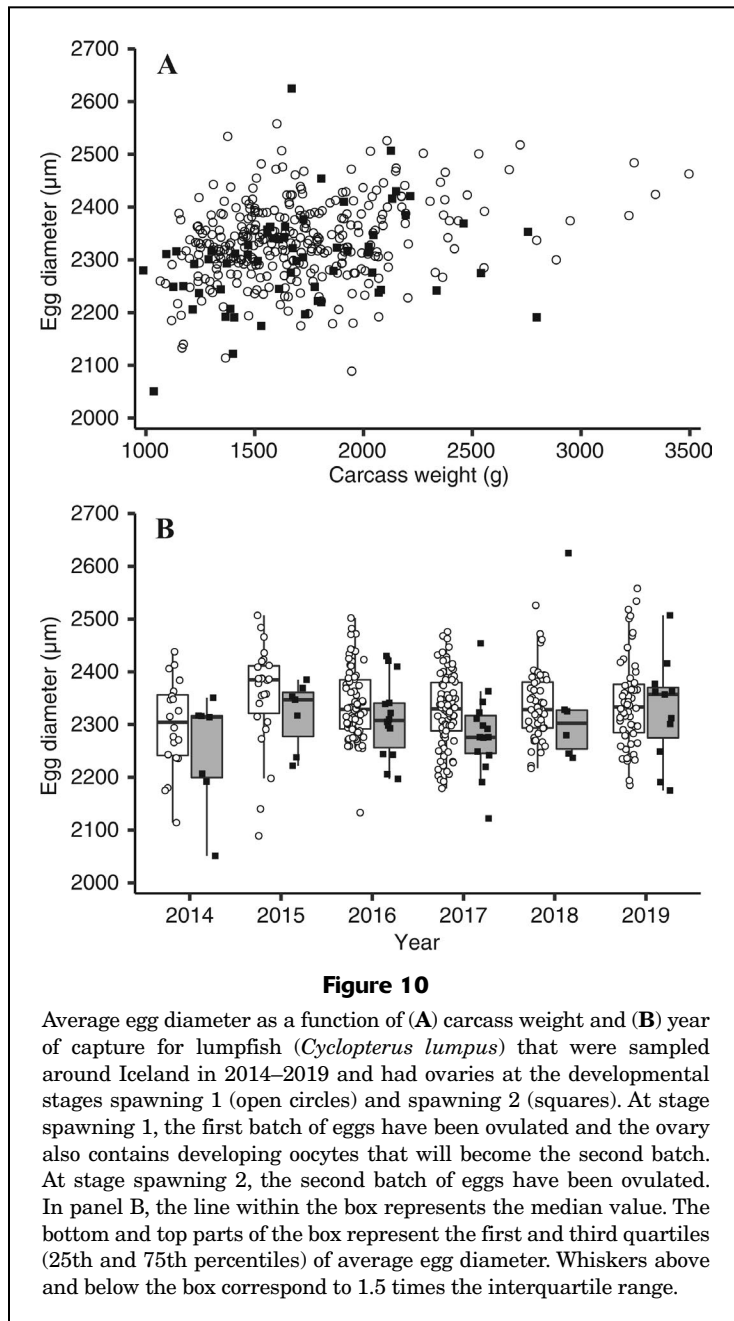 A
2700
2600
2500
2400
2300
2200
2100
2000
Egg diameter (µm)
1000 1500 2000 2500 3000 3500
Carcass weight (g)
B
2700
2600
2500
2400
2300
2200
2100
2000
Egg diameter (µm)
2014 2015 2016 2017 2018 2019
Year
Figure 10
Average egg diameter as a function of (A) carcass weight and (B) year
of capture for lumpfish (Cyclopterus lumpus) that were sampled
around Iceland in 2014–2019 and had ovaries at the developmental
stages spawning 1 (open circles) and spawning 2 (squares). At stage
spawning 1, the first batch of eggs have been ovulated and the ovary
also contains developing oocytes that will become the second batch.
At stage spawning 2, the second batch of eggs have been ovulated.
In panel B, the line within the box represents the median value. The
bottom and top parts of the box represent the first and third quartiles
(25th and 75th percentiles) of average egg diameter. Whiskers above
and below the box correspond to 1.5 times the interquartile range.